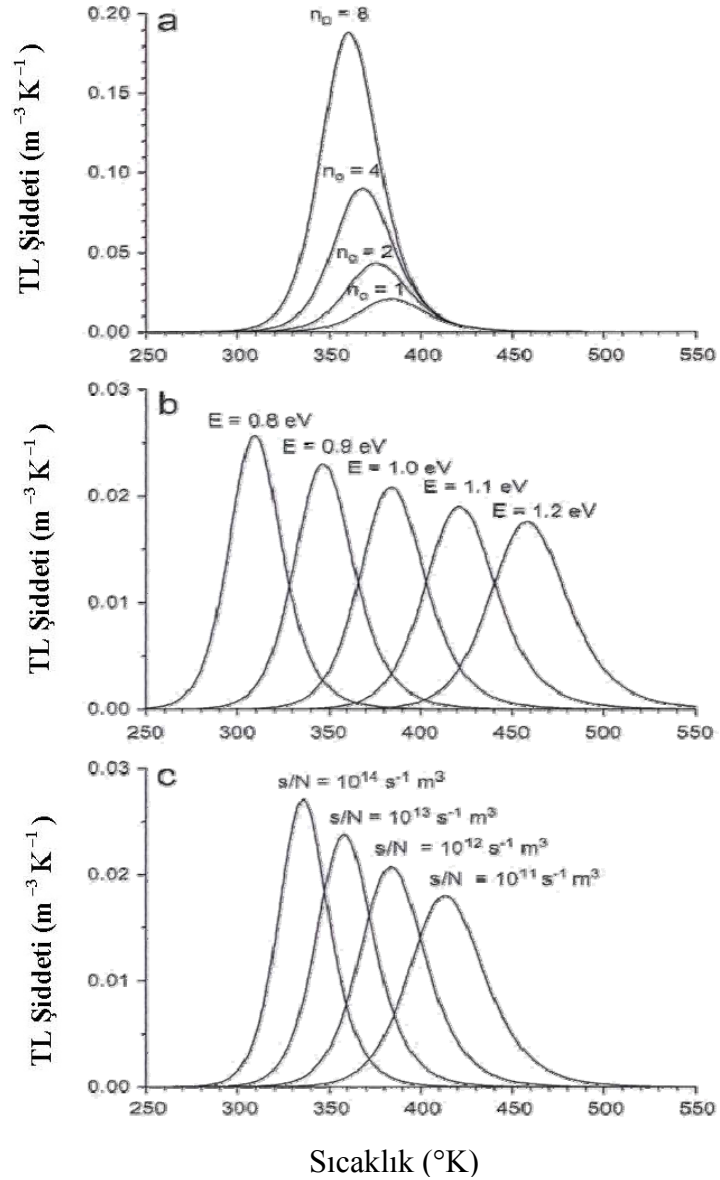 a
n₀ = 8
n₀ = 4
n₀ = 2
n₀ = 1
0.20
0.15
0.10
0.05
0.00
250 300 350 400 450 500 550
TL Şiddeti (m⁻³ K⁻¹)
b
E = 0.8 eV
E = 0.9 eV
E = 1.0 eV
E = 1.1 eV
E = 1.2 eV
0.03
0.02
0.01
0.00
250 300 350 400 450 500 550
TL Şiddeti (m⁻³ K⁻¹)
c
s/N = 10¹⁴ s⁻¹ m³
s/N = 10¹³ s⁻¹ m³
s/N = 10¹² s⁻¹ m³
s/N = 10¹¹ s⁻¹ m³
0.03
0.02
0.01
0.00
250 300 350 400 450 500 550
TL Şiddeti (m⁻³ K⁻¹)
Sıcaklık (°K)